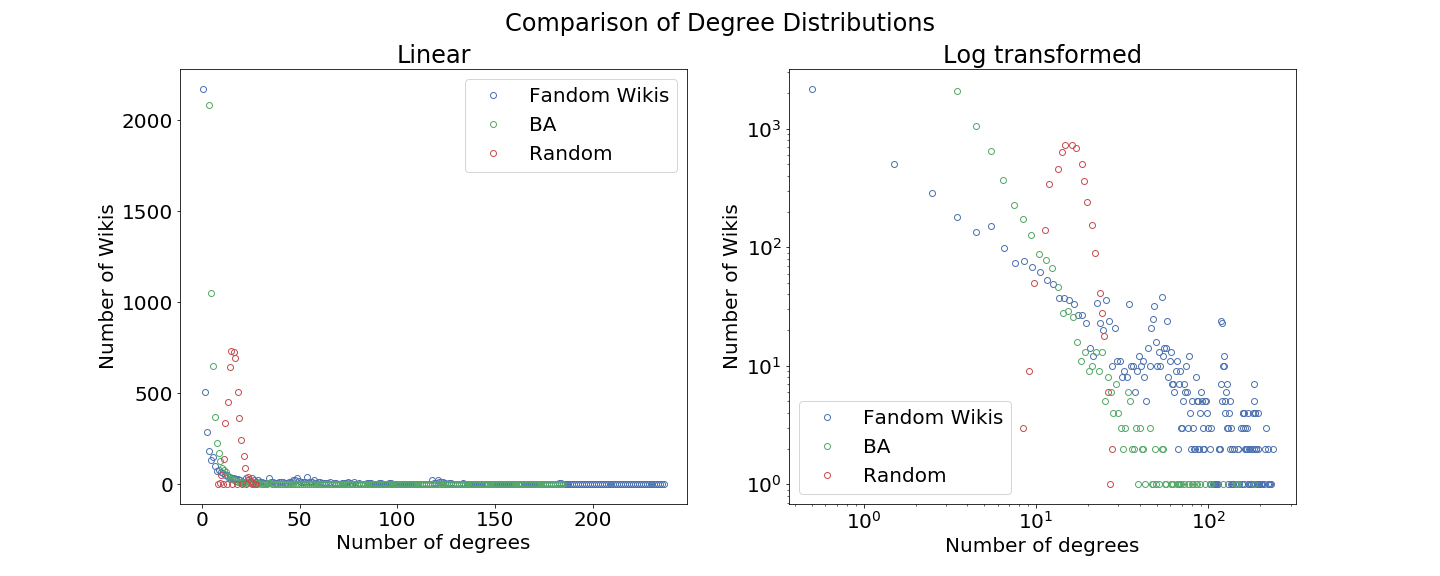 Comparison of Degree Distributions
Linear
2000
1500
1000
500
0
0 50 100 150 200
Number of Wikis
Number of degrees
Fandom Wikis
BA
Random
Log transformed
10³
10²
10¹
10⁰
10⁰ 10¹ 10²
Number of Wikis
Number of degrees
Fandom Wikis
BA
Random